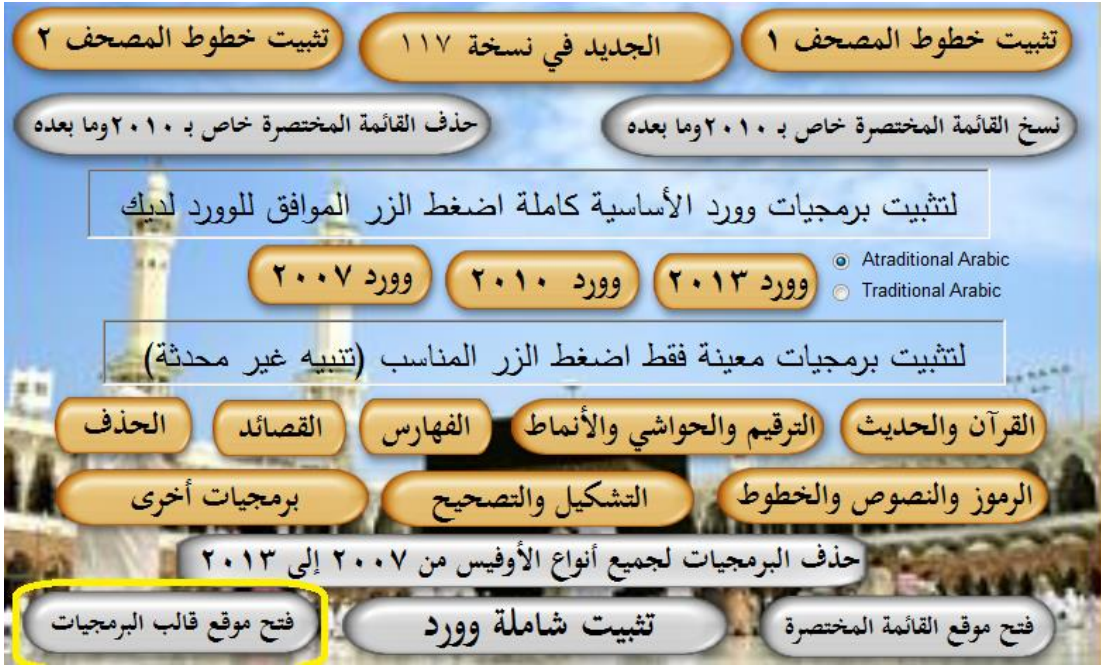 تثبيت خطوط المصحف ١ الجديد في نسخة ١١٧ تثبيت خطوط المصحف ٢
نسخ القائمة المختصرة خاص بـ ٢٠١٠وما بعده حذف القائمة المختصرة خاص بـ ٢٠١٠وما بعده
لتثبيت برمجيات وورد الأساسية كاملة اضغط الزر الموافق للوورد لديك
Atraditional Arabic
Traditional Arabic
وورد ٢٠١٣ وورد ٢٠١٠ وورد ٢٠٠٧
لتثبيت برمجيات معينة فقط اضغط الزر المناسب (تنبيه غير محدثة)
القرآن والحديث الترقيم والحواشي والأنماط الفهارس القصائد الحذف
الرموز والنصوص والخطوط التشكيل والتصحيح برمجيات أخرى
حذف البرمجيات لجميع أنواع الأوفيس من ٢٠٠٧ إلى ٢٠١٣
فتح موقع القائمة المختصرة تثبيت شاملة وورد فتح موقع قالب البرمجيات